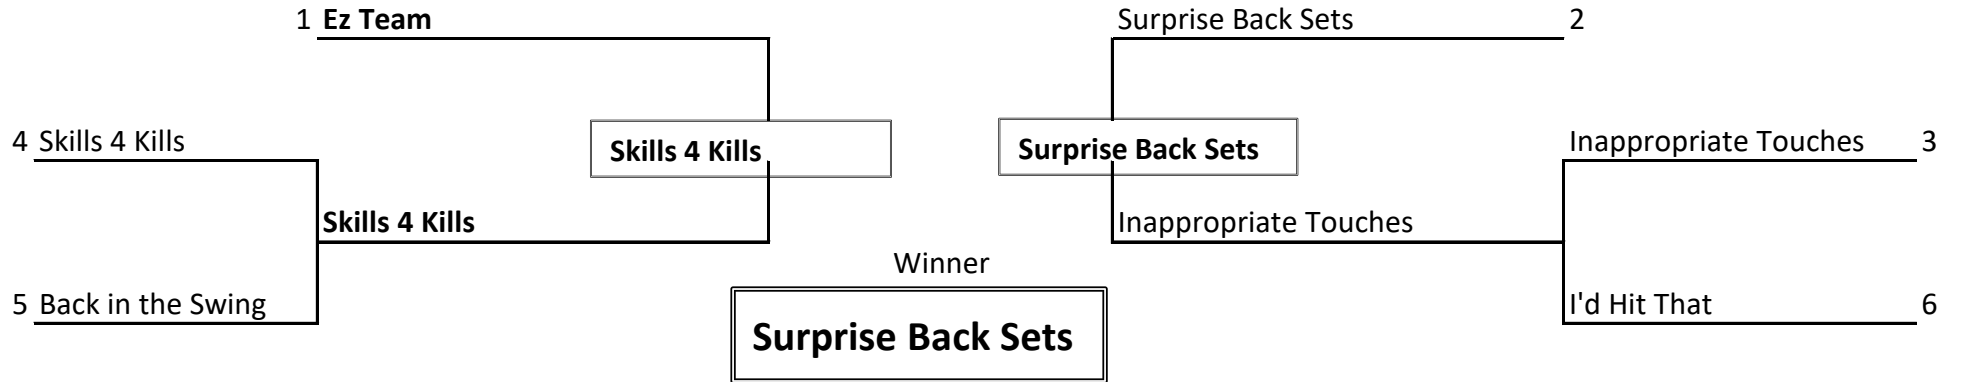 1 Ez Team
Surprise Back Sets 2
4 Skills 4 Kills
Skills 4 Kills
Surprise Back Sets
Inappropriate Touches 3
Skills 4 Kills
Inappropriate Touches
Winner
5 Back in the Swing
I'd Hit That 6
Surprise Back Sets